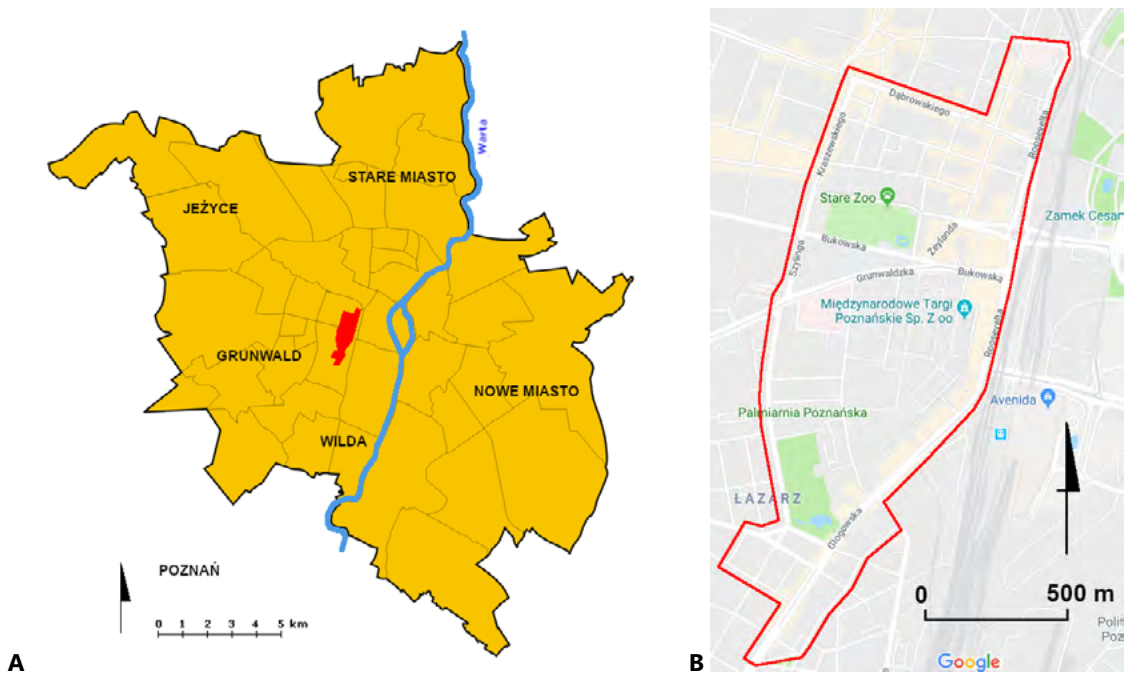 Warta
STARE MIASTO
JEŻYCE
GRUNWALD
NOWE MIASTO
WILDA
POZNAŃ
0 1 2 3 4 5 km
A
Dąbrowskiego
Roosevelta
Kraszewskiego
Stare Zoo
Zamek Cesar
Zeylanda
Bukowska
Szylinga
Grunwaldzka
Bukowska
Międzynarodowe Targi
Poznańskie Sp. Z oo
Roosevelta
Avenida
Palmiarnia Poznańska
ŁAZARZ
Głogowska
0
500 m
Polit
Poz
Google
B